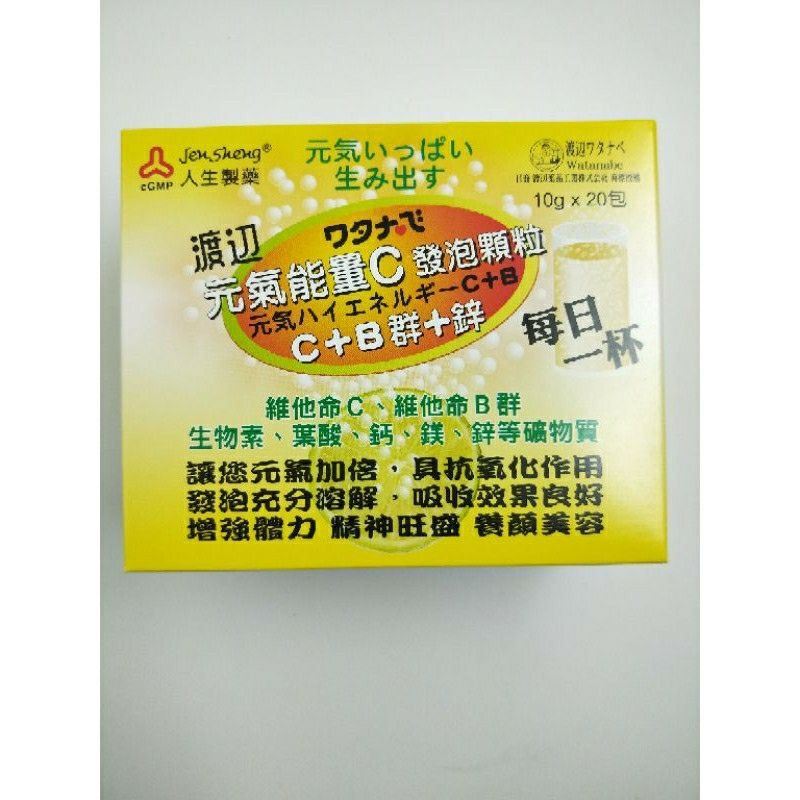 Jen Sheng®
cGMP 人生製藥
元気いっぱい
生み出す
渡辺ワタナベ
Watanabe
10g x 20包
渡辺
ワタナベ
元氣能量C 發泡顆粒
元気ハイエネルギーC+B
C+B群+鋅
每日
一杯
維他命C、維他命B群
生物素、葉酸、鈣、鎂、鋅等礦物質
讓您元氣加倍，具抗氧化作用
發泡充分溶解，吸收效果良好
增強體力 精神旺盛 養顏美容